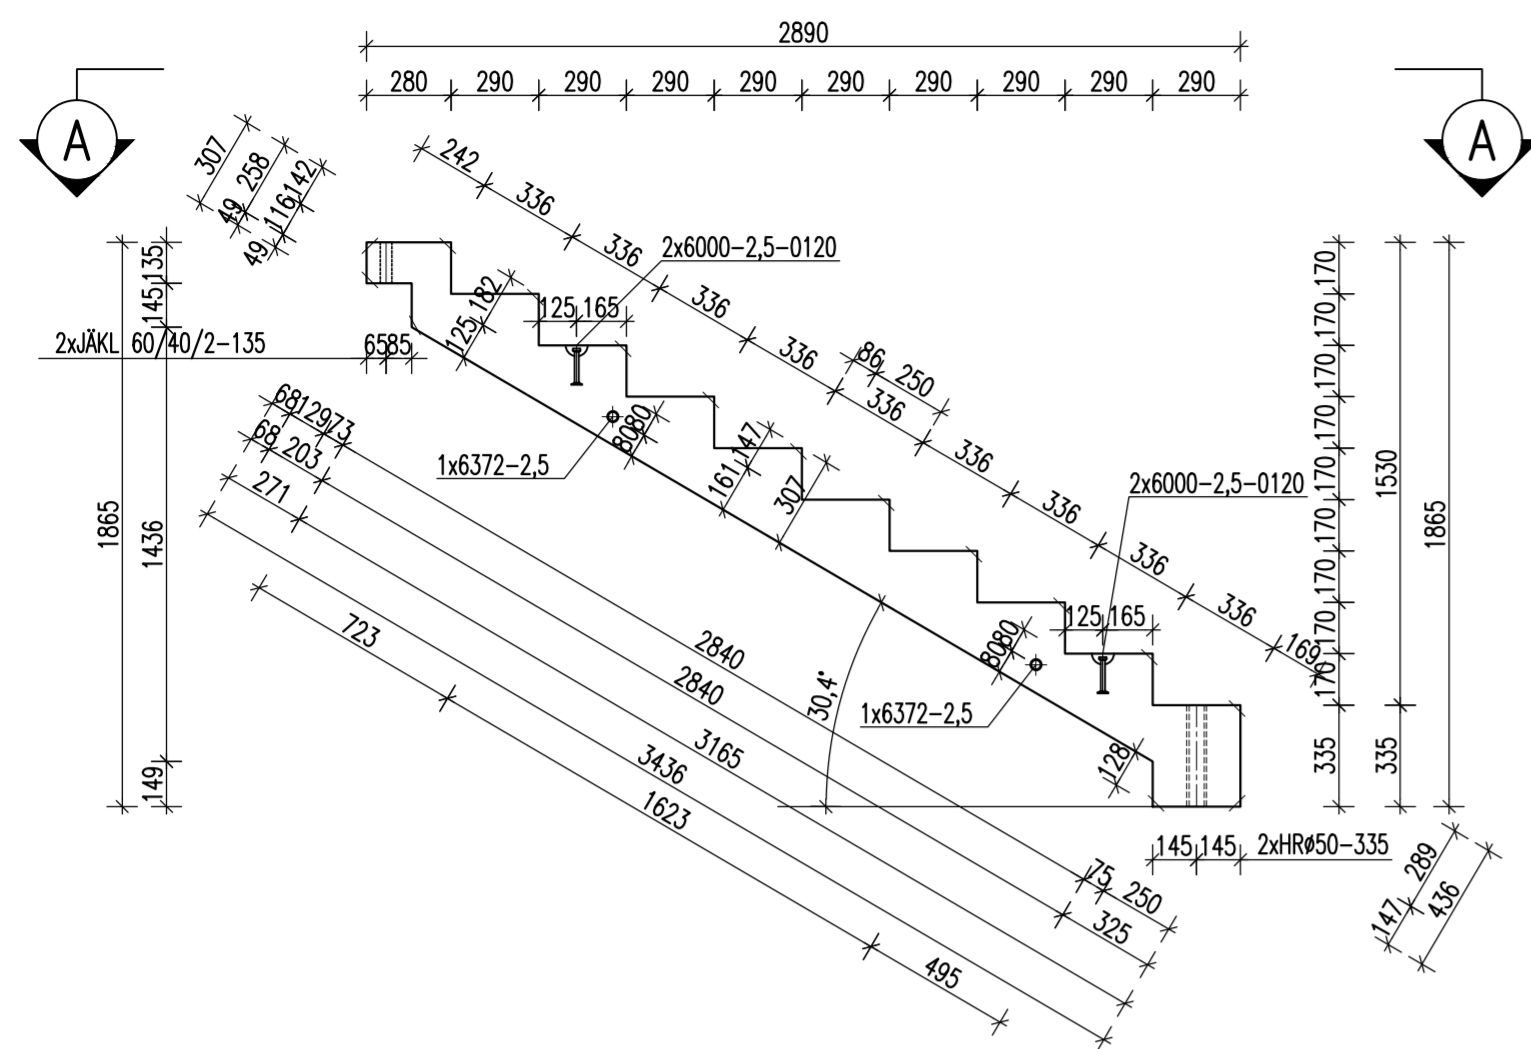 2890
280 290 290 290 290 290 290 290 290 290
A
A
307
49 258
49 116 142
242 336 336 336 336 336 336 336 336 336 169
2x6000-2,5-0120
135
145
1436
149
1865
2xJÄKL 60/40/2-135
65 85
125 182
125 165
86 250
80 80
1x6372-2,5
161 147
307
2x6000-2,5-0120
125 165
80 80
1x6372-2,5
30,4°
128
170
170
170
170
170
170
170
170
170
335
1530
335
1865
68 129 73 2840 75 250
68 203 2840 325
271 3165
3436
723 1623 495
145 145 2xHRø50-335
147 289
436